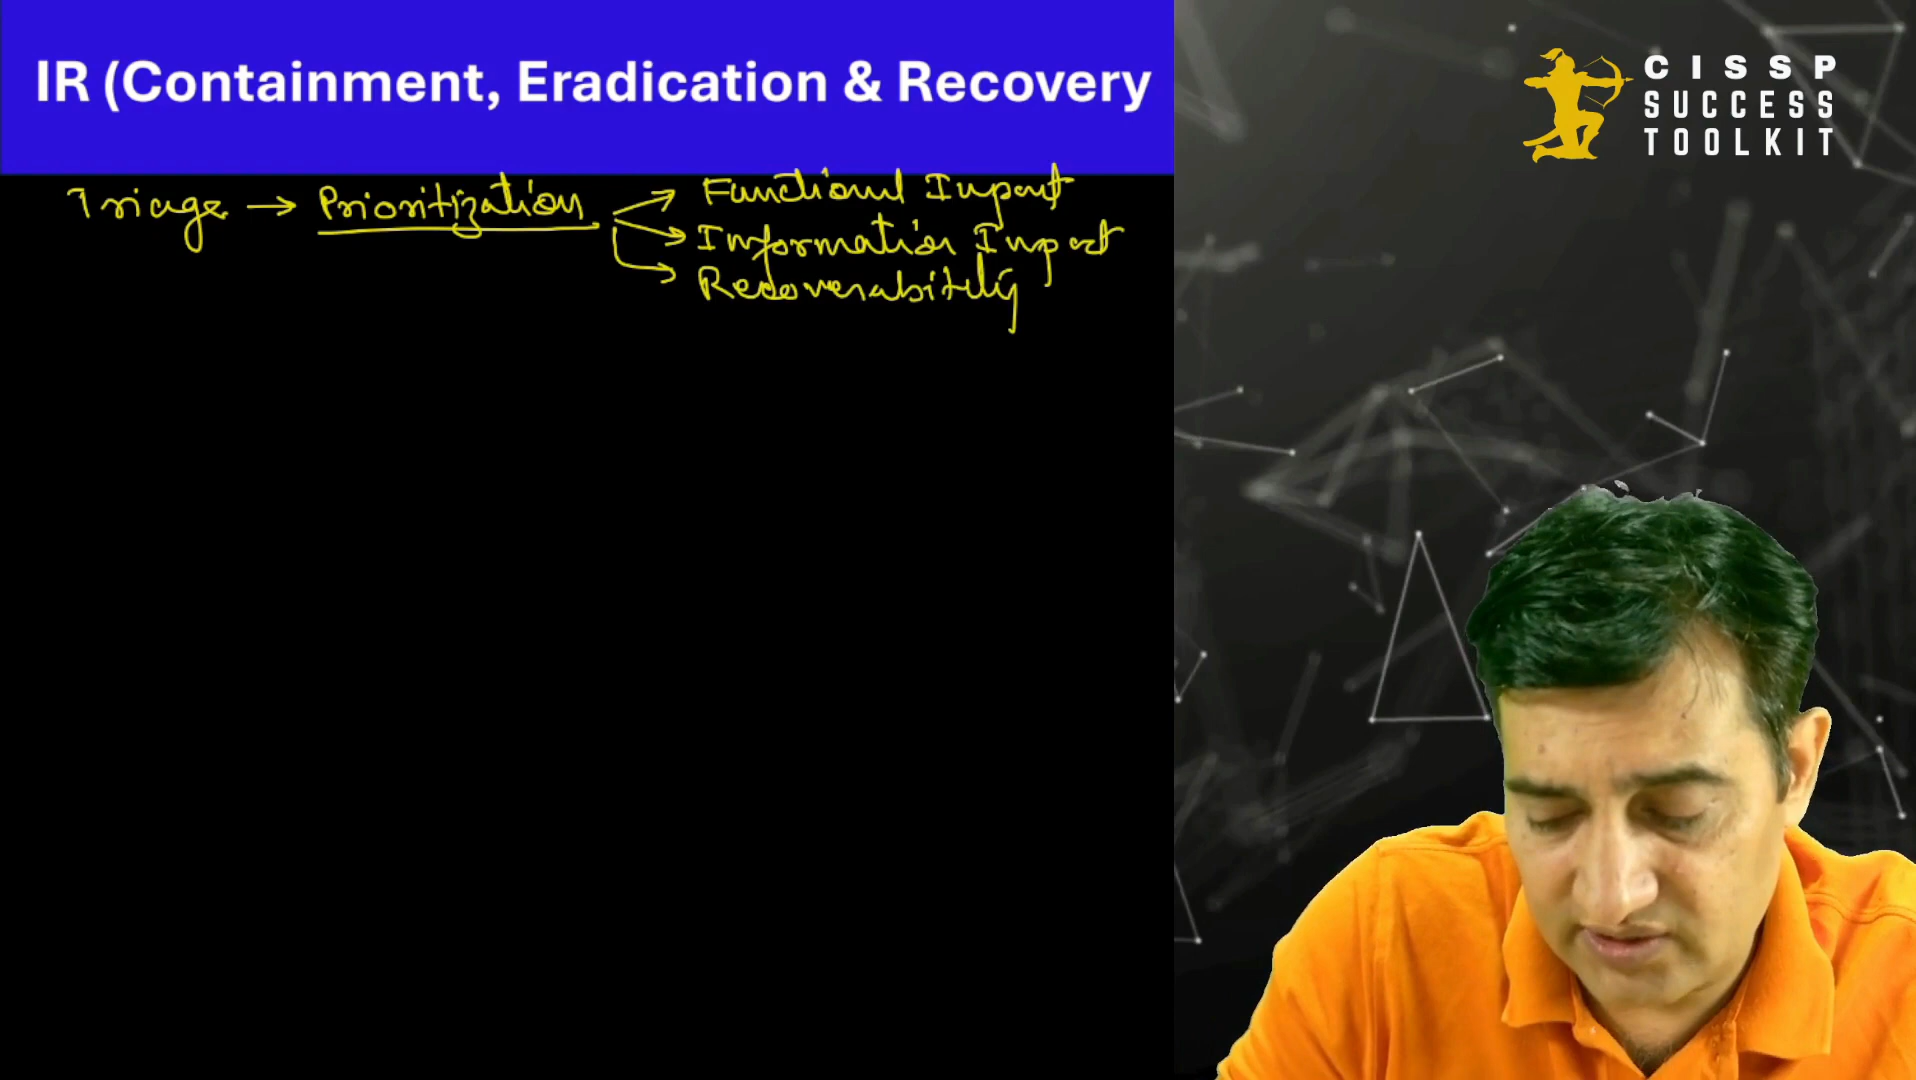 IR (Containment, Eradication & Recovery
CISSP
SUCCESS
TOOLKIT
Triage → Prioritization
Functional Impact
Information Impact
Recoverability